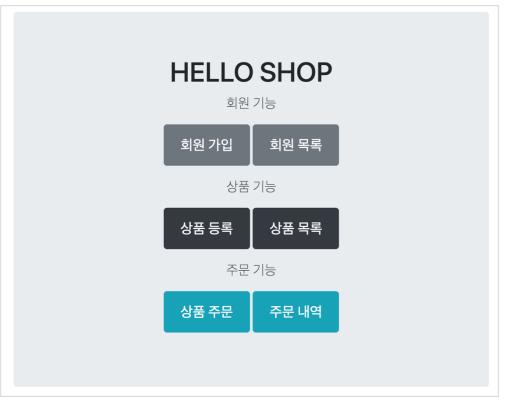 HELLO SHOP
회원 기능
회원 가입 회원 목록
상품 기능
상품 등록 상품 목록
주문 기능
상품 주문 주문 내역